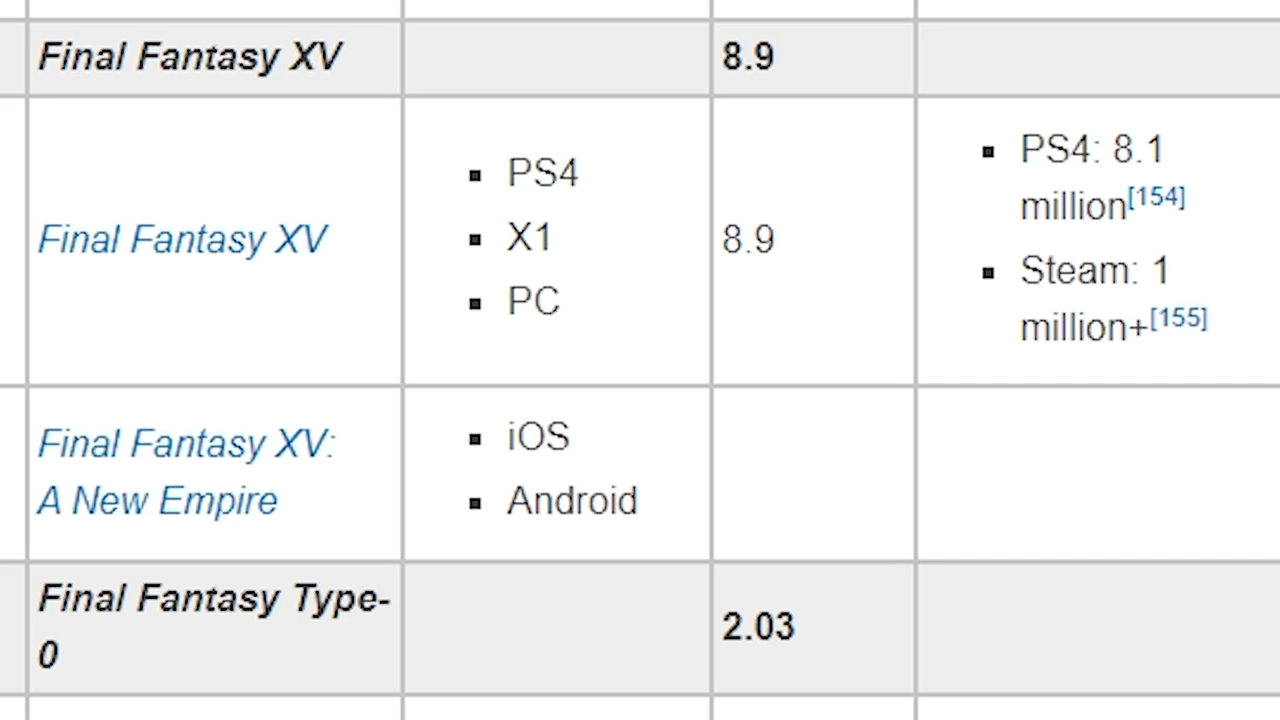 Final Fantasy XV 8.9
PS4
X1
PC
Final Fantasy XV
8.9
PS4: 8.1
million[154]
Steam: 1
million+[155]
Final Fantasy XV:
A New Empire
iOS
Android
Final Fantasy Type-
0
2.03